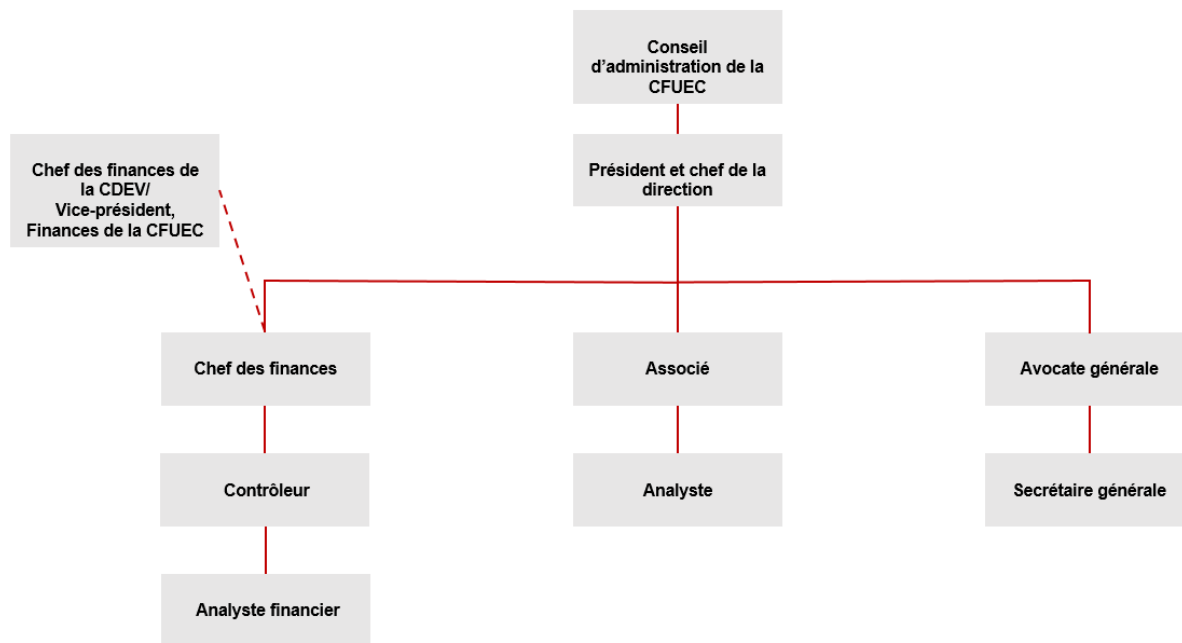 Conseil
d’administration de la
CFUEC
Chef des finances de
la CDEV/
Vice-président,
Finances de la CFUEC
Président et chef de la
direction
Chef des finances
Associé
Avocate générale
Contrôleur
Analyste
Secrétaire générale
Analyste financier